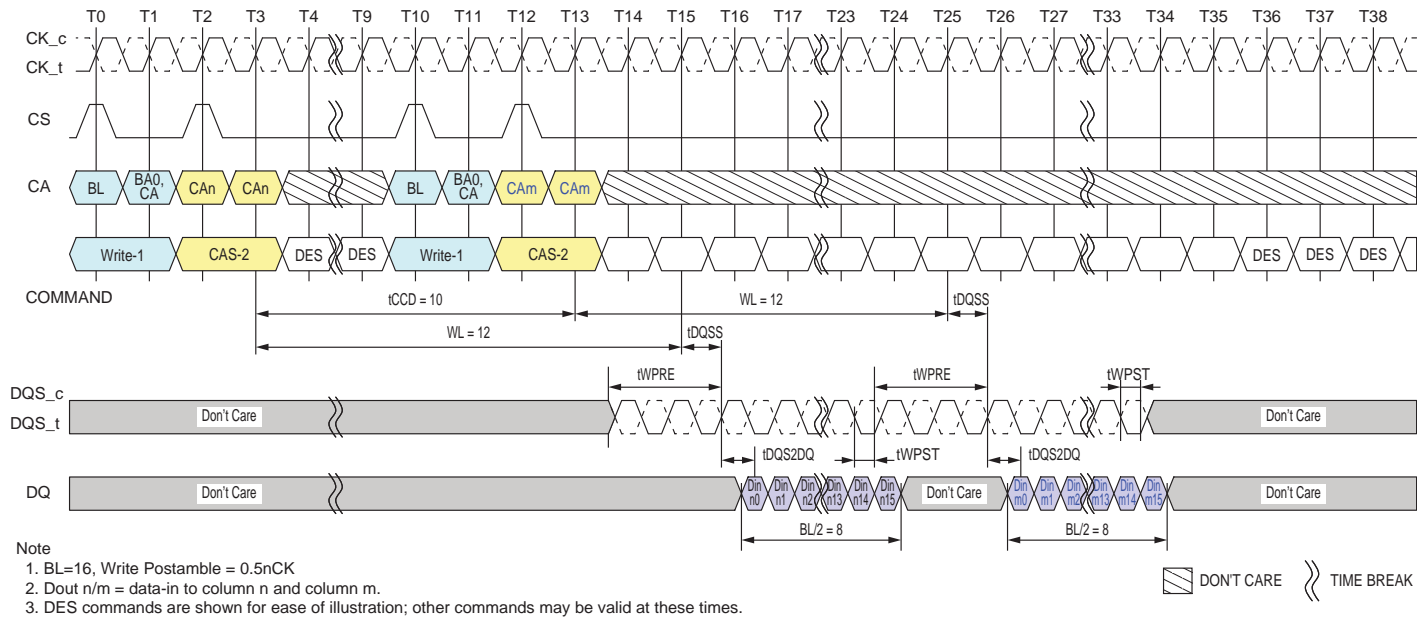 T0 T1 T2 T3 T4 T9 T10 T11 T12 T13 T14 T15 T16 T17 T23 T24 T25 T26 T27 T33 T34 T35 T36 T37 T38
CK_c
CK_t
CS
CA BL BA0, CA CAn CAn BL BA0, CA CAm CAm
Write-1 CAS-2 DES DES Write-1 CAS-2 DES DES DES
COMMAND
tCCD = 10 WL = 12 tDQSS
WL = 12 tDQSS
tWPRE tWPRE tWPST
DQS_c
DQS_t Don't Care Don't Care
tDQS2DQ tWPST tDQS2DQ
DQ Don't Care Din n0 Din n1 Din n2 Din n13 Din n14 Din n15 Don't Care Din m0 Din m1 Din m2 Din m13 Din m14 Din m15 Don't Care
BL/2 = 8 BL/2 = 8
Note
1. BL=16, Write Postamble = 0.5nCK
2. Dout n/m = data-in to column n and column m.
3. DES commands are shown for ease of illustration; other commands may be valid at these times.
DON'T CARE TIME BREAK